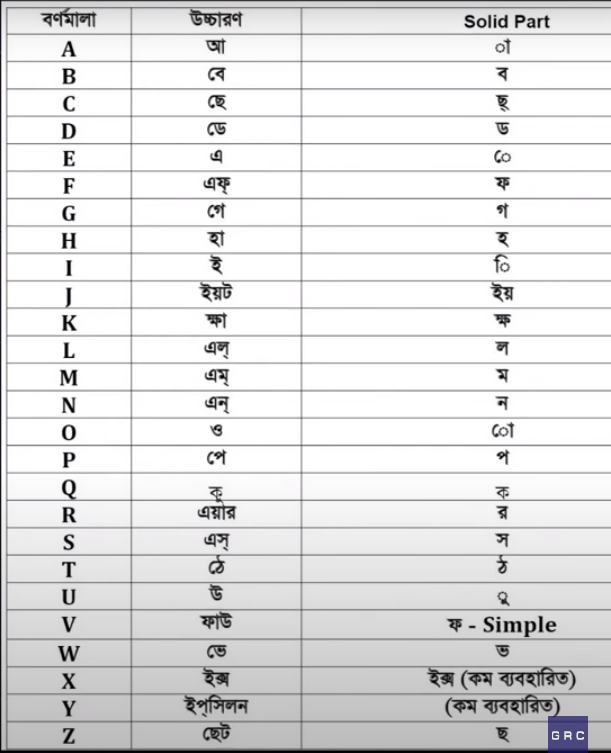 বর্ণমালা উচ্চারণ Solid Part
A আ া
B বে ব
C ছে ছ্
D ডে ড
E এ ে
F এফ্ ফ
G গে গ
H হা হ
I ই ি
J ইয়ট ইয়
K ক্ষা ক্ষ
L এল্ ল
M এম্ ম
N এন্ ন
O ও ো
P পে প
Q কু ক
R এয়ার র
S এস্ স
T ঠে ঠ
U উ ু
V ফাউ ফ - Simple
W ভে ভ
X ইক্স ইক্স (কম ব্যবহারিত)
Y ইপ্সিলন (কম ব্যবহারিত)
Z ছেট ছ
GRC